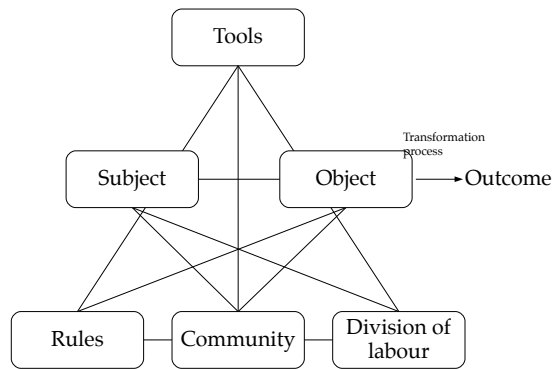 Tools
Transformation
process
Subject
Object
Outcome
Rules
Community
Division of
labour